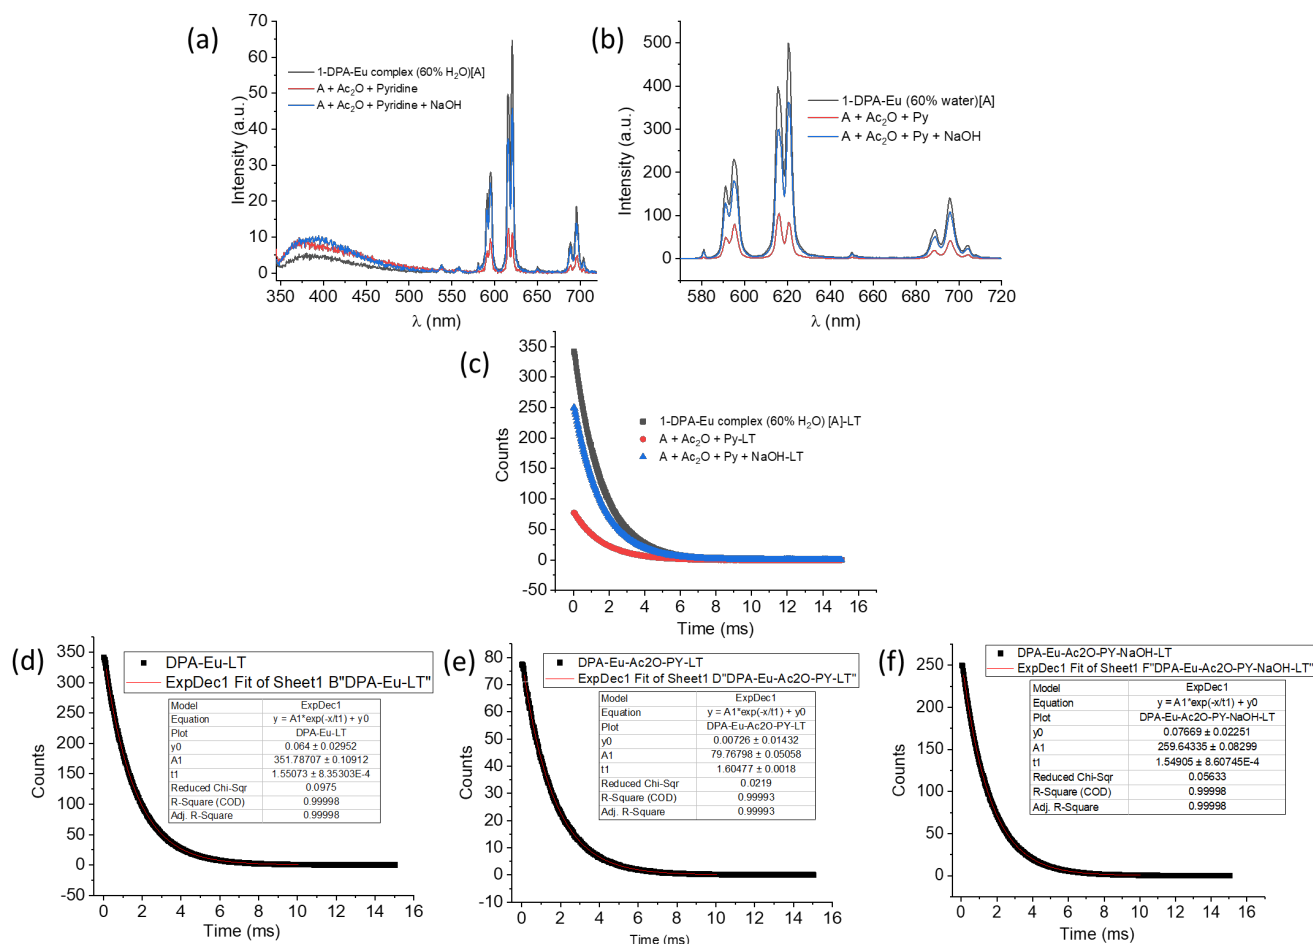 (a)
70
60
50
40
30
20
10
0
Intensity (a.u.)
1-DPA-Eu complex (60% H₂O)[A]
A + Ac₂O + Pyridine
A + Ac₂O + Pyridine + NaOH
345 400 450 500 550 600 650 700
λ (nm)
(b)
500
400
300
200
100
0
Intensity (a.u.)
1-DPA-Eu (60% water)[A]
A + Ac₂O + Py
A + Ac₂O + Py + NaOH
580 600 620 640 660 680 700 720
λ (nm)
(c)
350
300
250
200
150
100
50
0
-50
Counts
1-DPA-Eu complex (60% H₂O) [A]-LT
A + Ac₂O + Py-LT
A + Ac₂O + Py + NaOH-LT
0 2 4 6 8 10 12 14 16
Time (ms)
(d)
350
300
250
200
150
100
50
0
-50
Counts
DPA-Eu-LT
ExpDec1 Fit of Sheet1 B"DPA-Eu-LT"
Model ExpDec1
Equation y = A1*exp(-x/t1) + y0
Plot DPA-Eu-LT
y0 0.064 ± 0.02952
A1 351.78707 ± 0.10912
t1 1.55073 ± 8.35303E-4
Reduced Chi-Sqr 0.0975
R-Square (COD) 0.99998
Adj. R-Square 0.99998
0 2 4 6 8 10 12 14 16
Time (ms)
(e)
80
70
60
50
40
30
20
10
0
-10
Counts
DPA-Eu-Ac2O-PY-LT
ExpDec1 Fit of Sheet1 D"DPA-Eu-Ac2O-PY-LT"
Model ExpDec1
Equation y = A1*exp(-x/t1) + y0
Plot DPA-Eu-Ac2O-PY-LT
y0 0.00726 ± 0.01432
A1 79.76798 ± 0.05058
t1 1.60477 ± 0.0018
Reduced Chi-Sqr 0.0219
R-Square (COD) 0.99993
Adj. R-Square 0.99993
0 2 4 6 8 10 12 14 16
Time (ms)
(f)
250
200
150
100
50
0
-50
Counts
DPA-Eu-Ac2O-PY-NaOH-LT
ExpDec1 Fit of Sheet1 F"DPA-Eu-Ac2O-PY-NaOH-LT"
Model ExpDec1
Equation y = A1*exp(-x/t1) + y0
Plot DPA-Eu-Ac2O-PY-NaOH-LT
y0 0.07669 ± 0.02251
A1 259.64335 ± 0.08299
t1 1.54905 ± 8.60745E-4
Reduced Chi-Sqr 0.05633
R-Square (COD) 0.99998
Adj. R-Square 0.99998
0 2 4 6 8 10 12 14 16
Time (ms)